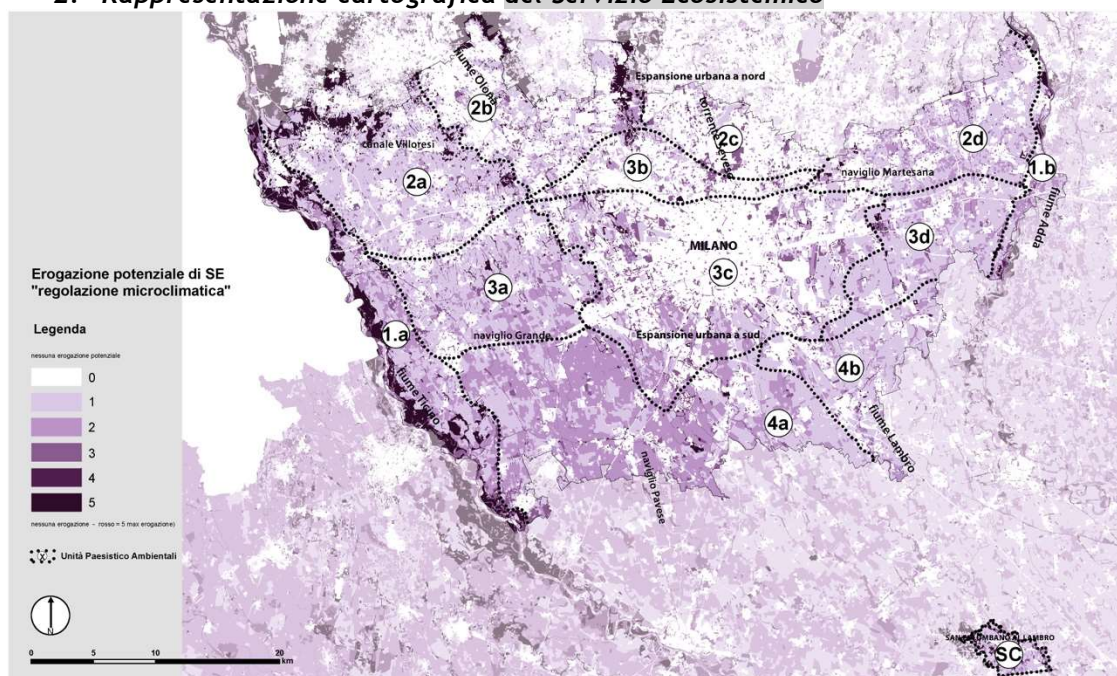 2. Rappresentazione cartografica del Servizio Ecosistemico
Erogazione potenziale di SE
"regolazione microclimatica"
Legenda
nessuna erogazione potenziale
0
1
2
3
4
5
nessuna erogazione - rosso = 5 max erogazione)
Unità Paesistico Ambientali
N
0 5 10 20
km
fiume Olona
2b
Espansione urbana a nord
torrente Seveso
2c
canale Villoresi
2a
3b
naviglio Martesana
2d
1.b
fiume Adda
MILANO
3c
3d
3a
1.a
naviglio Grande
Espansione urbana a sud
fiume Ticino
4b
4a
fiume Lambro
naviglio Pavese
SAN COLOMBANO AL LAMBRO
SC